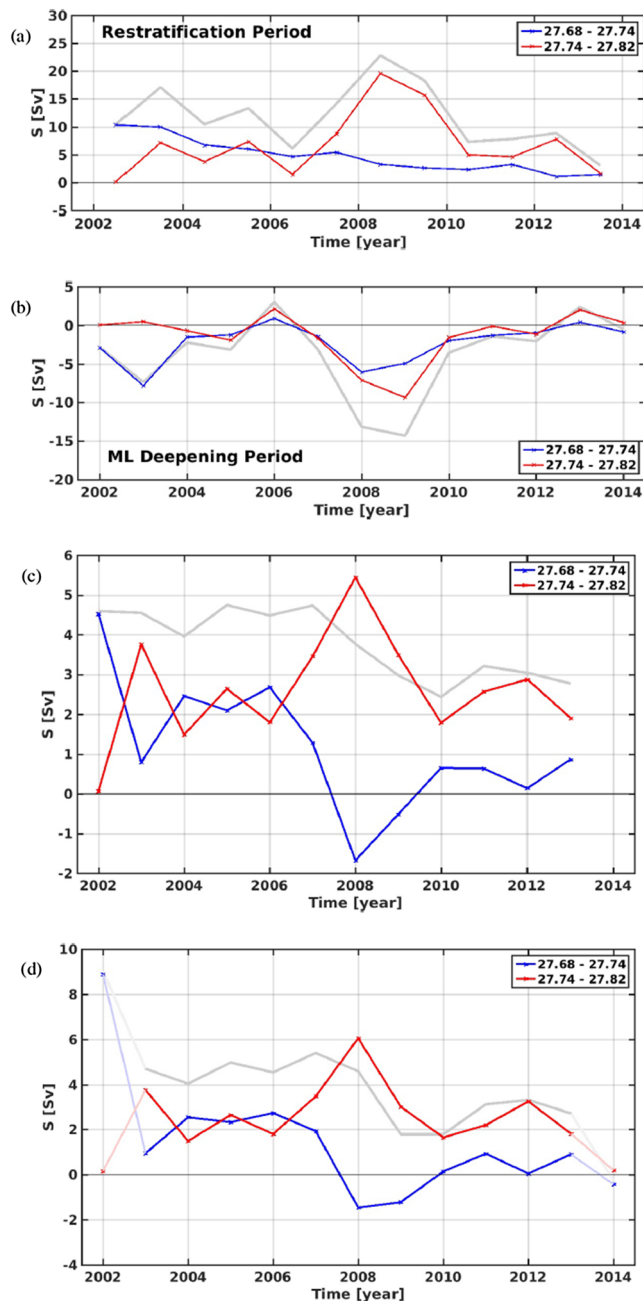 (a)
Restratification Period
27.68 - 27.74
27.74 - 27.82
S [Sv]
30
25
20
15
10
5
0
-5
2002 2004 2006 2008 2010 2012 2014
Time [year]
(b)
5
0
-5
-10
-15
-20
S [Sv]
ML Deepening Period
27.68 - 27.74
27.74 - 27.82
2002 2004 2006 2008 2010 2012 2014
Time [year]
(c)
6
5
4
3
2
1
0
-1
-2
S [Sv]
27.68 - 27.74
27.74 - 27.82
2002 2004 2006 2008 2010 2012 2014
Time [year]
(d)
10
8
6
4
2
0
-2
-4
S [Sv]
27.68 - 27.74
27.74 - 27.82
2002 2004 2006 2008 2010 2012 2014
Time [year]